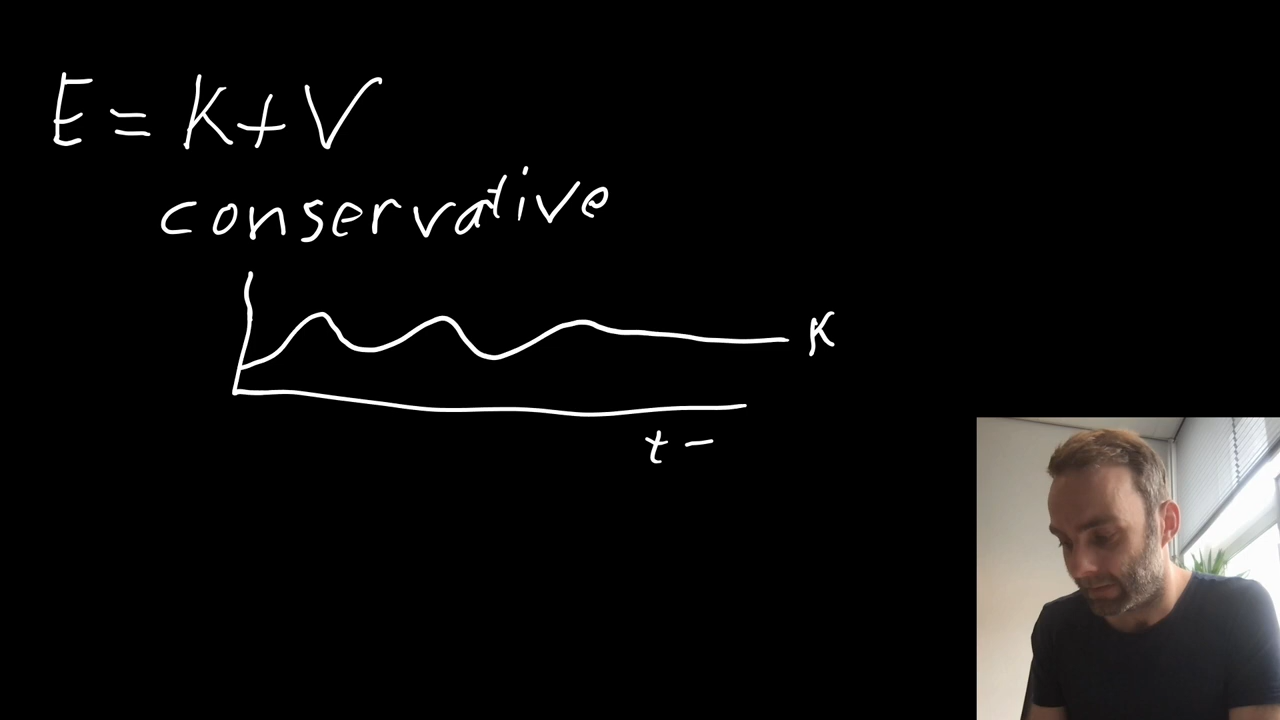 E = K + V
conservative
K
t -